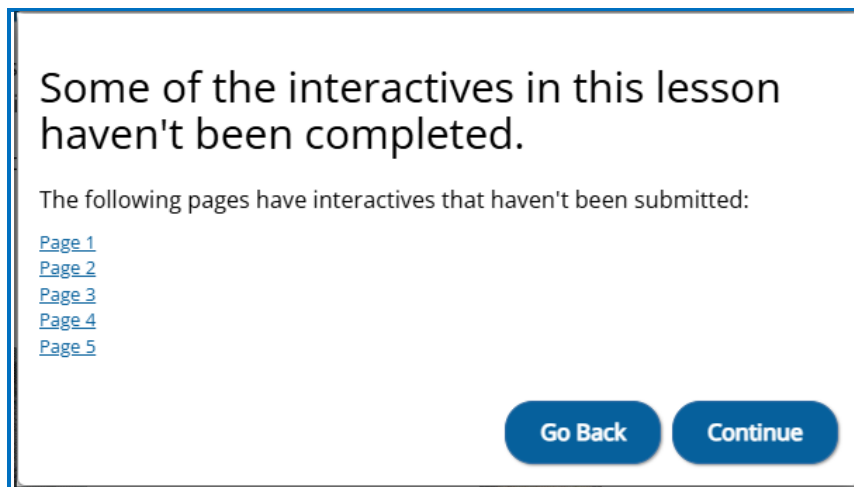 Some of the interactives in this lesson
haven't been completed.
The following pages have interactives that haven't been submitted:
Page 1
Page 2
Page 3
Page 4
Page 5
Go Back
Continue